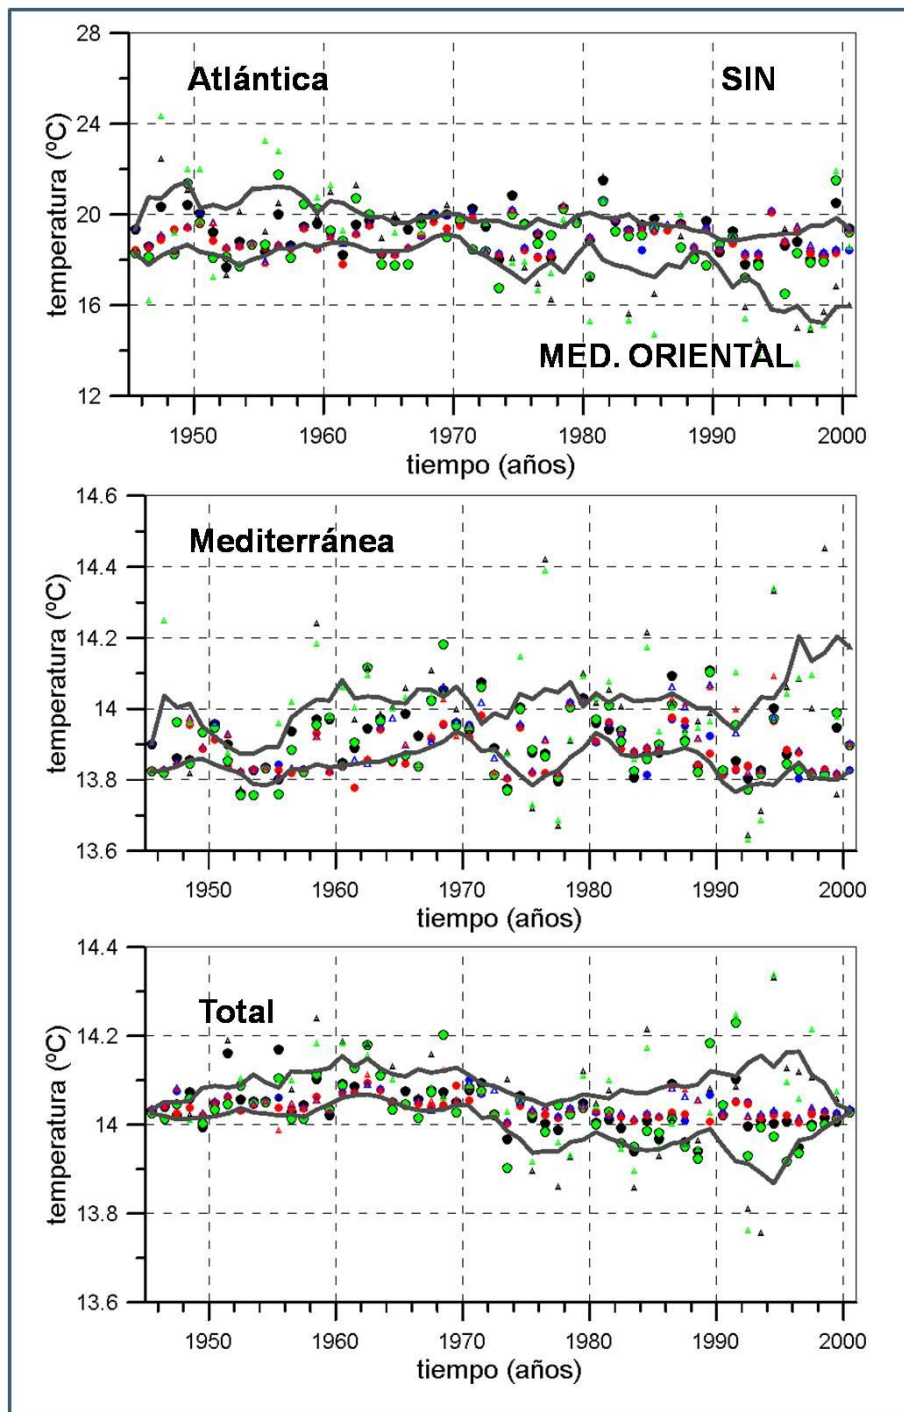 28
24
20
16
12
temperatura (ºC)
Atlántica
SIN
MED. ORIENTAL
1950 1960 1970 1980 1990 2000
tiempo (años)
14.6
14.4
14.2
14
13.8
13.6
temperatura (ºC)
Mediterránea
1950 1960 1970 1980 1990 2000
tiempo (años)
14.4
14.2
14
13.8
13.6
temperatura (ºC)
Total
1950 1960 1970 1980 1990 2000
tiempo (años)